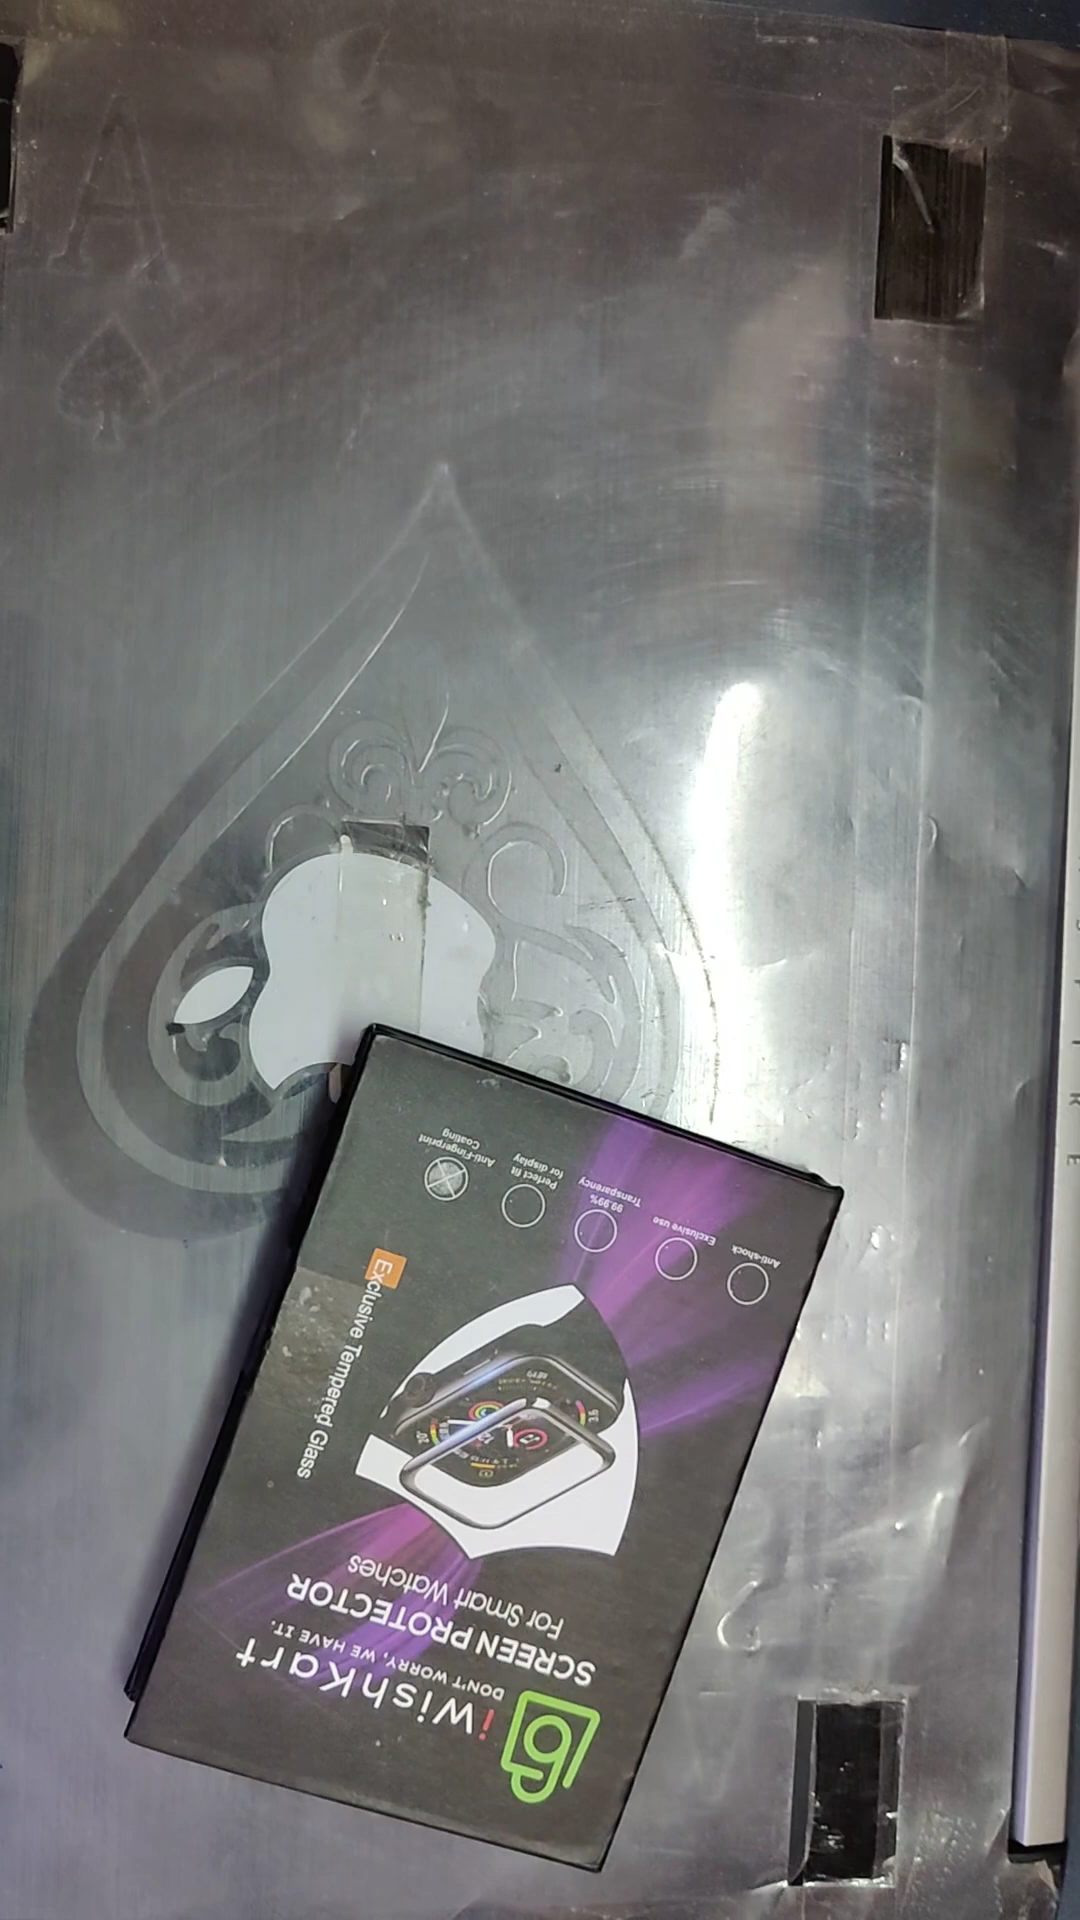 iWishKart
DON'T WORRY, WE HAVE IT.
SCREEN PROTECTOR
For Smart Watches
Exclusive Tempered Glass
Anti-shock
Exclusive use
99.99%
Transparency
Perfect fit
for display
Anti-Fingerprint
Coating
A